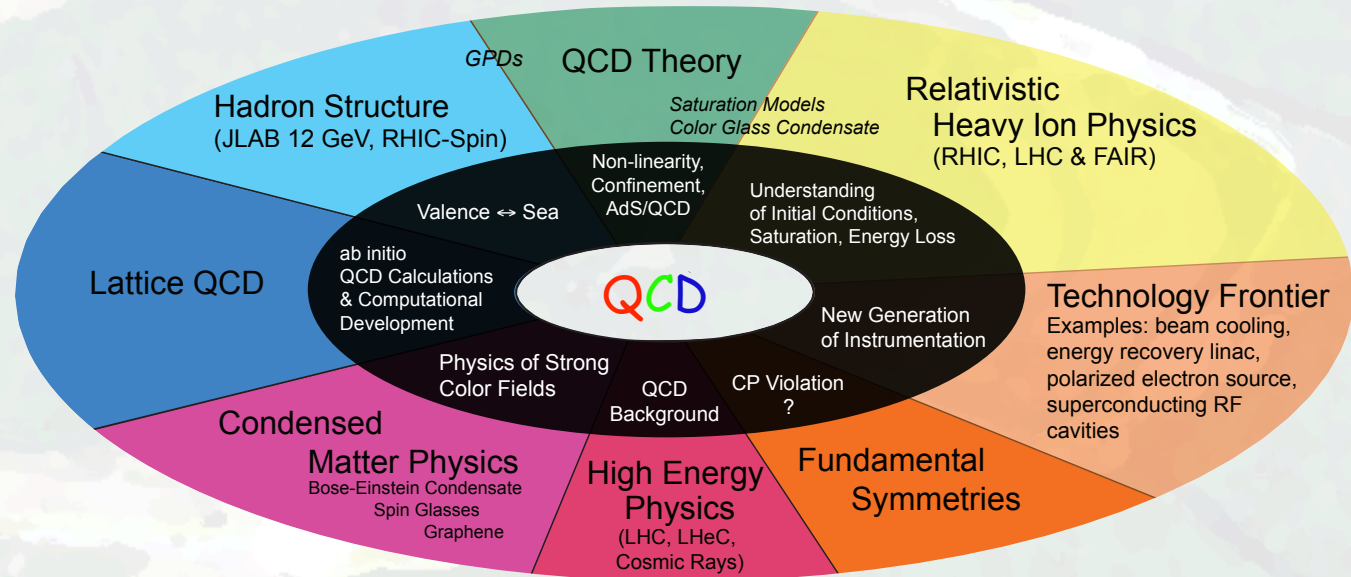 GPDs
QCD Theory
Saturation Models
Color Glass Condensate
Relativistic
Heavy Ion Physics
(RHIC, LHC & FAIR)
Hadron Structure
(JLAB 12 GeV, RHIC-Spin)
Non-linearity,
Confinement,
AdS/QCD
Understanding
of Initial Conditions,
Saturation, Energy Loss
Valence ↔ Sea
Lattice QCD
ab initio
QCD Calculations
& Computational
Development
QCD
New Generation
of Instrumentation
Technology Frontier
Examples: beam cooling,
energy recovery linac,
polarized electron source,
superconducting RF
cavities
Physics of Strong
Color Fields
QCD
Background
CP Violation
?
Condensed
Matter Physics
Bose-Einstein Condensate
Spin Glasses
Graphene
High Energy
Physics
(LHC, LHeC,
Cosmic Rays)
Fundamental
Symmetries